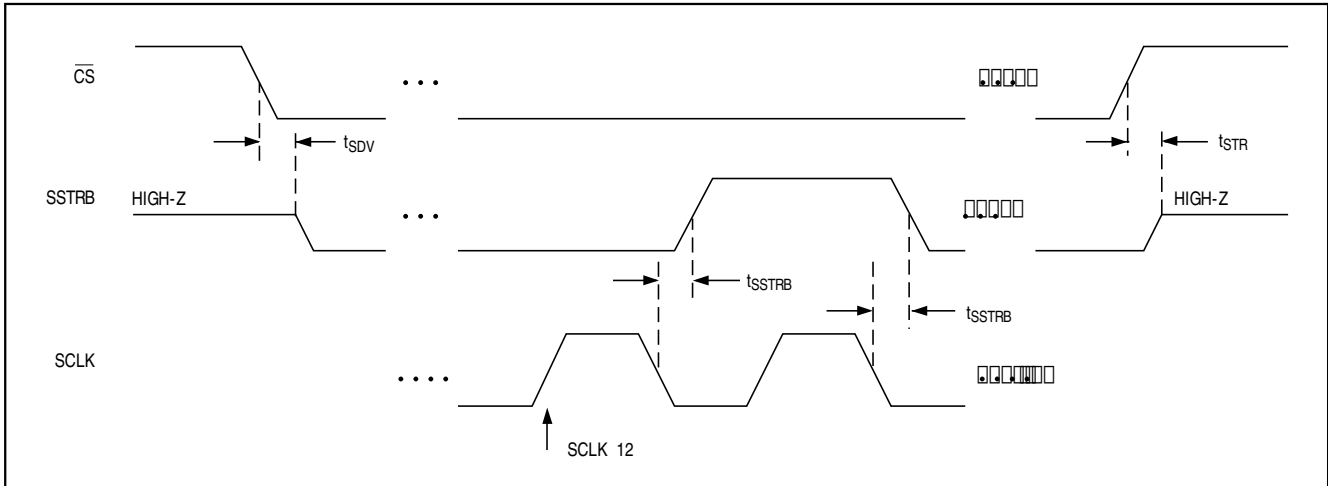 CS
tSDV
tSTR
SSTRB
HIGH-Z
HIGH-Z
tSSTRB
tSSTRB
SCLK
SCLK 12